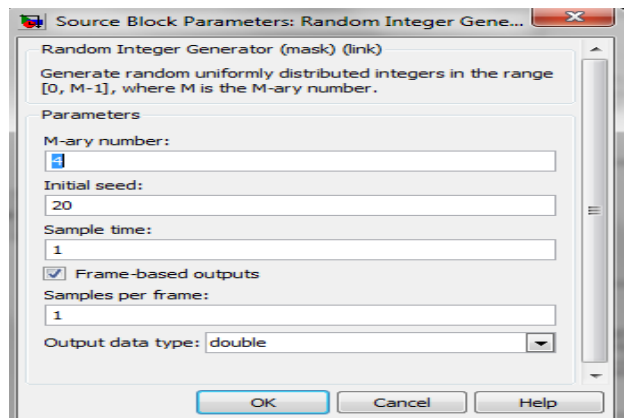 Source Block Parameters: Random Integer Gene...
Random Integer Generator (mask) (link)
Generate random uniformly distributed integers in the range
[0, M-1], where M is the M-ary number.
Parameters
M-ary number:
4
Initial seed:
20
Sample time:
1
Frame-based outputs
Samples per frame:
1
Output data type: double
OK Cancel Help